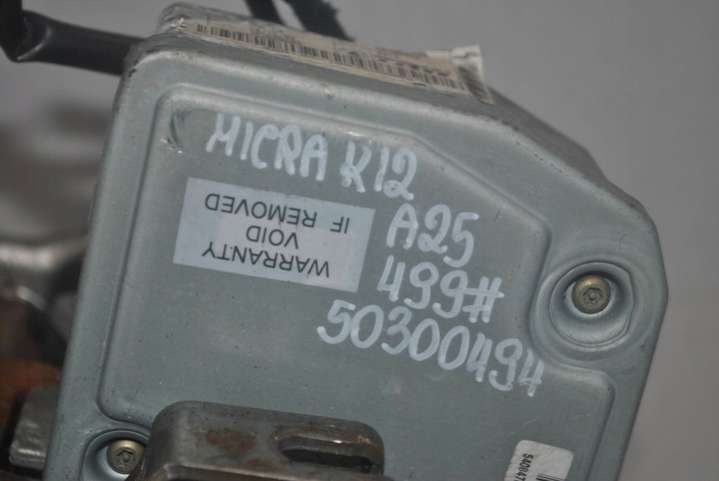 MICRA K12
A25
499#
50300494
WARRANTY
VOID
IF REMOVED